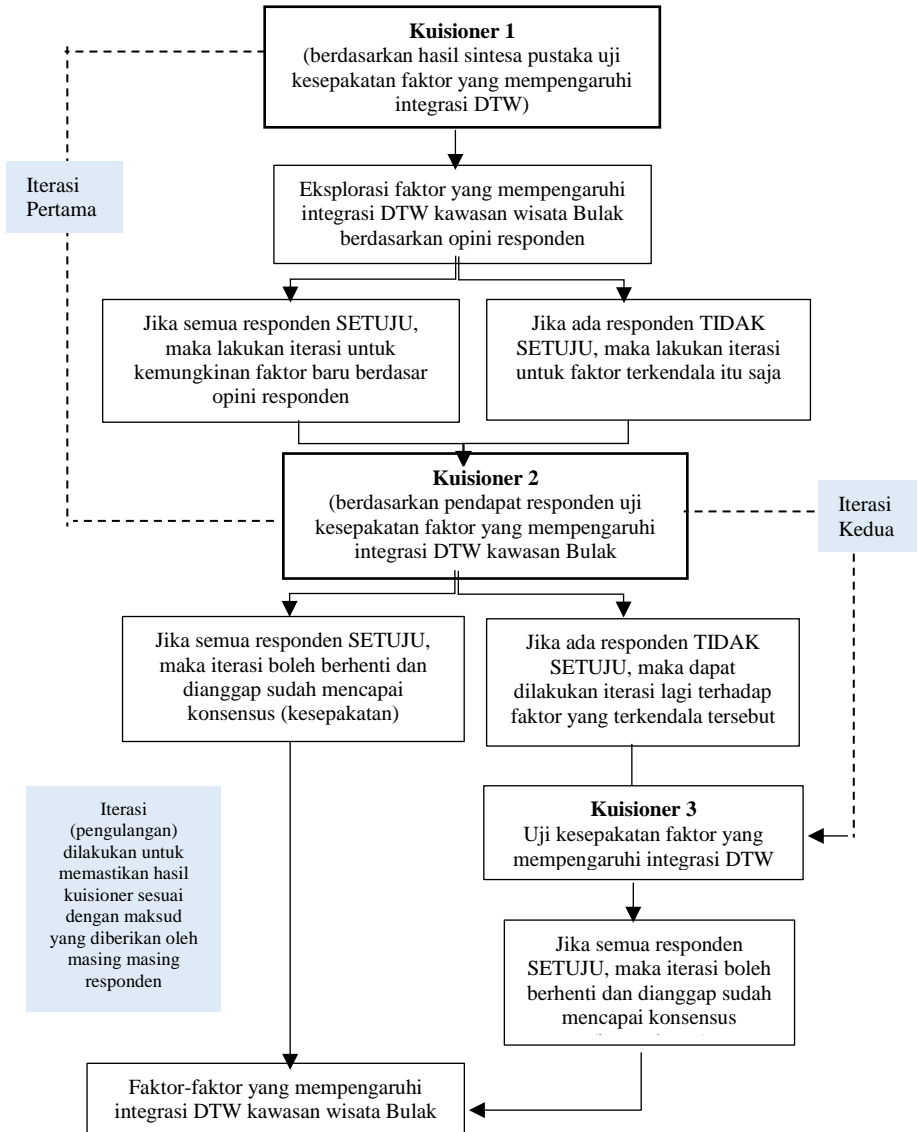 Kuisioner 1
(berdasarkan hasil sintesa pustaka uji
kesepakatan faktor yang mempengaruhi
integrasi DTW)
Iterasi
Pertama
Eksplorasi faktor yang mempengaruhi
integrasi DTW kawasan wisata Bulak
berdasarkan opini responden
Jika semua responden SETUJU,
maka lakukan iterasi untuk
kemungkinan faktor baru berdasar
opini responden
Jika ada responden TIDAK
SETUJU, maka lakukan iterasi
untuk faktor terkendala itu saja
Kuisioner 2
(berdasarkan pendapat responden uji
kesepakatan faktor yang mempengaruhi
integrasi DTW kawasan Bulak
Iterasi
Kedua
Jika semua responden SETUJU,
maka iterasi boleh berhenti dan
dianggap sudah mencapai
konsensus (kesepakatan)
Jika ada responden TIDAK
SETUJU, maka dapat
dilakukan iterasi lagi terhadap
faktor yang terkendala tersebut
Kuisioner 3
Uji kesepakatan faktor yang
mempengaruhi integrasi DTW
Iterasi
(pengulangan)
dilakukan untuk
memastikan hasil
kuisioner sesuai
dengan maksud
yang diberikan oleh
masing masing
responden
Jika semua responden
SETUJU, maka iterasi boleh
berhenti dan dianggap sudah
mencapai konsensus
Faktor-faktor yang mempengaruhi
integrasi DTW kawasan wisata Bulak